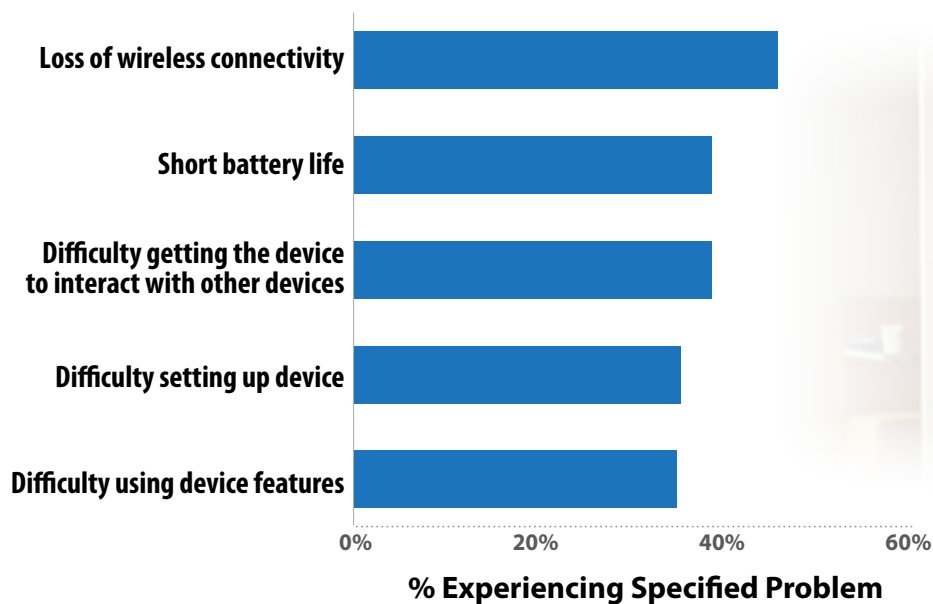 Loss of wireless connectivity
Short battery life
Difficulty getting the device
to interact with other devices
Difficulty setting up device
Difficulty using device features
0% 20% 40% 60%
% Experiencing Specified Problem